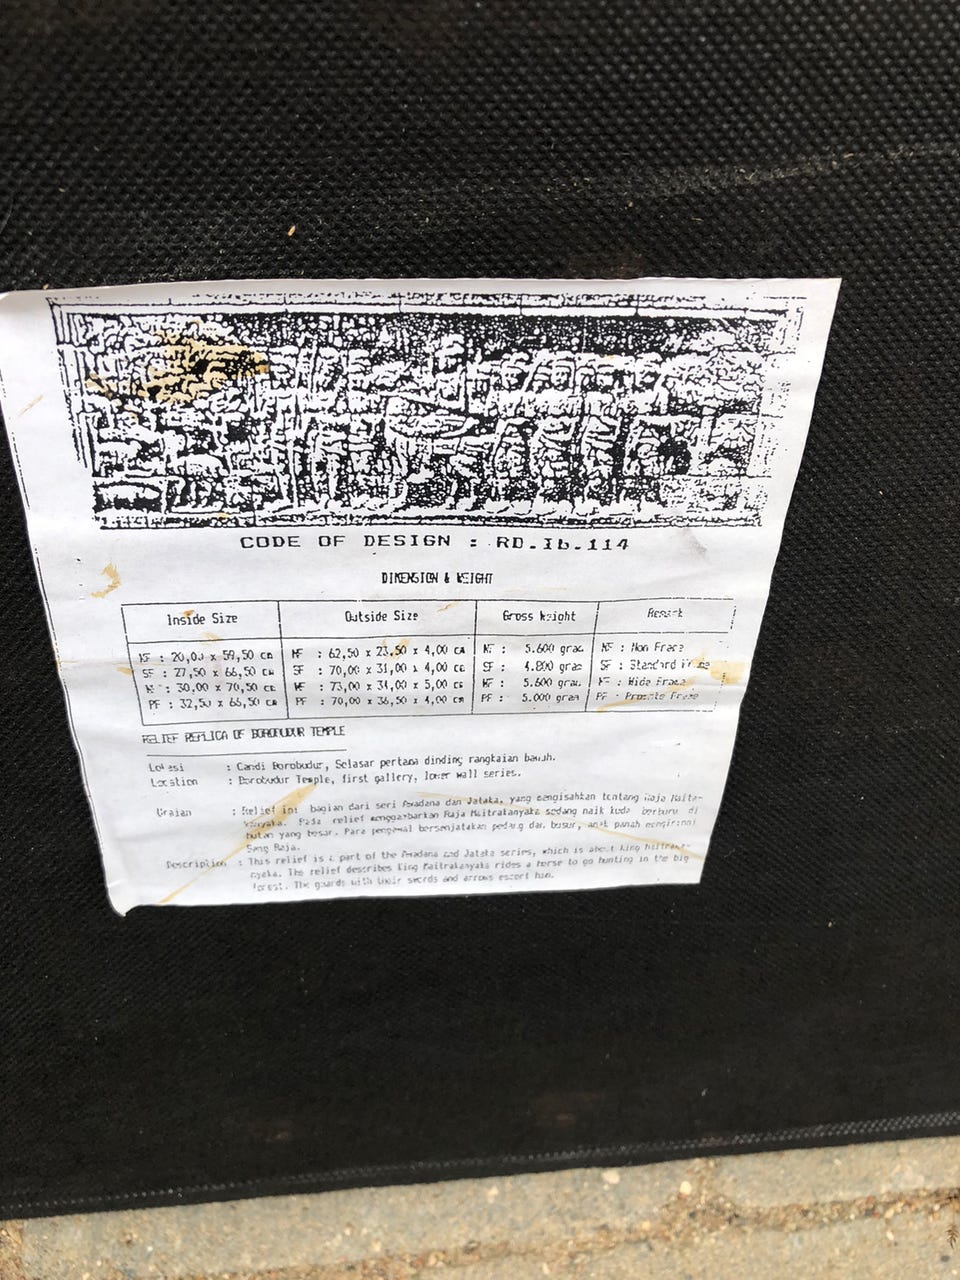 CODE OF DESIGN : RD.Ib.114
DIMENSION & WEIGHT
Inside Size Outside Size Gross Weight Remark
NF : 20,00 x 59,50 cm NF : 62,50 x 23,50 x 4,00 cm NF : 5.600 gram NF : Non Frame
SF : 27,50 x 66,50 cm SF : 70,00 x 31,00 x 4,00 cm SF : 4.800 gram SF : Standard Frame
WF : 30,00 x 70,50 cm WF : 73,00 x 34,00 x 5,00 cm WF : 5.600 gram WF : Wide Frame
PF : 32,50 x 66,50 cm PF : 70,00 x 36,50 x 4,00 cm PF : 5.000 gram PF : Frame
RELIEF REPLICA OF BOROBUDUR TEMPLE
Lokasi : Candi Borobudur, Selasar pertama dinding rangkaian bawah.
Location : Borobudur Temple, first gallery, lower wall series.
Uraian : Relief ini bagian dari seri Awadana dan Jataka, yang mengisahkan tentang Raja Maitra-
kanyaka. Pada relief menggambarkan Raja Maitrakanyaka sedang naik kuda berburu di
hutan yang besar. Para pengawal bersenjatakan pedang dan busur, anak panah mengiringi
Sang Raja.
Description : This relief is a part of the Awadana and Jataka series, which is about king Maitraka-
nyaka. The relief describes King Maitrakanyaka rides a horse to go hunting in the big
forest. The guards with their swords and arrows escort him.